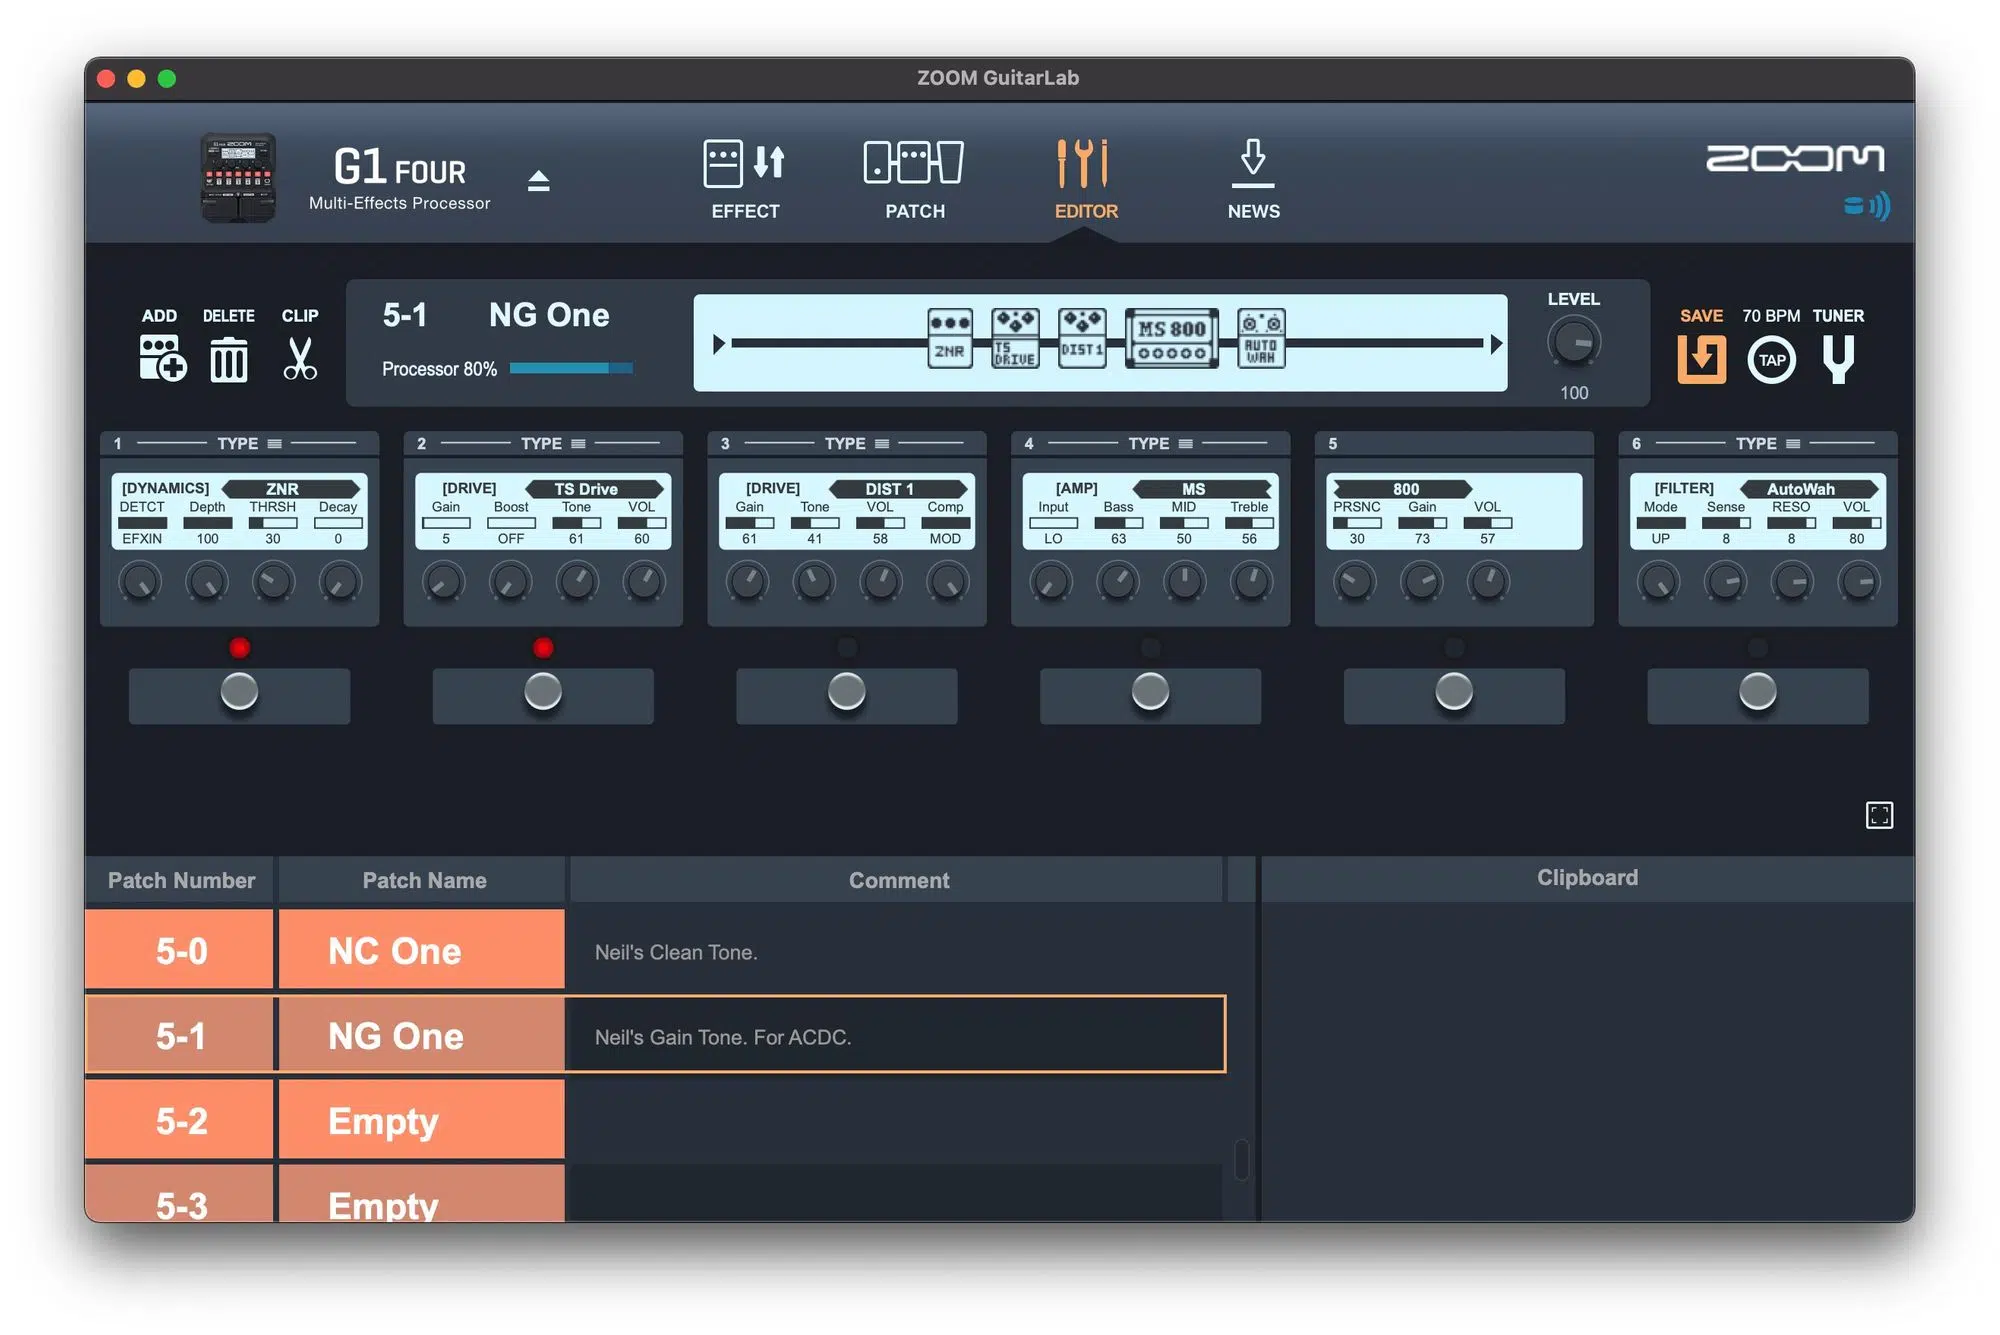 ZOOM GuitarLab
G1 FOUR
Multi-Effects Processor
EFFECT
PATCH
EDITOR
NEWS
ZOOM
ADD
DELETE
CLIP
5-1 NG One
Processor 80%
ZNR
TS DRIVE
DIST1
MS 800
AUTO WAH
LEVEL
100
SAVE
70 BPM
TAP
TUNER
1 TYPE
[DYNAMICS] ZNR
DETCT Depth THRSH Decay
EFXIN 100 30 0
2 TYPE
[DRIVE] TS Drive
Gain Boost Tone VOL
5 OFF 61 60
3 TYPE
[DRIVE] DIST 1
Gain Tone VOL Comp
61 41 58 MOD
4 TYPE
[AMP] MS
Input Bass MID Treble
LO 63 50 56
5
800
PRSNC Gain VOL
30 73 57
6 TYPE
[FILTER] AutoWah
Mode Sense RESO VOL
UP 8 8 80
Patch Number Patch Name Comment
5-0 NC One Neil's Clean Tone.
5-1 NG One Neil's Gain Tone. For ACDC.
5-2 Empty
5-3 Empty
Clipboard